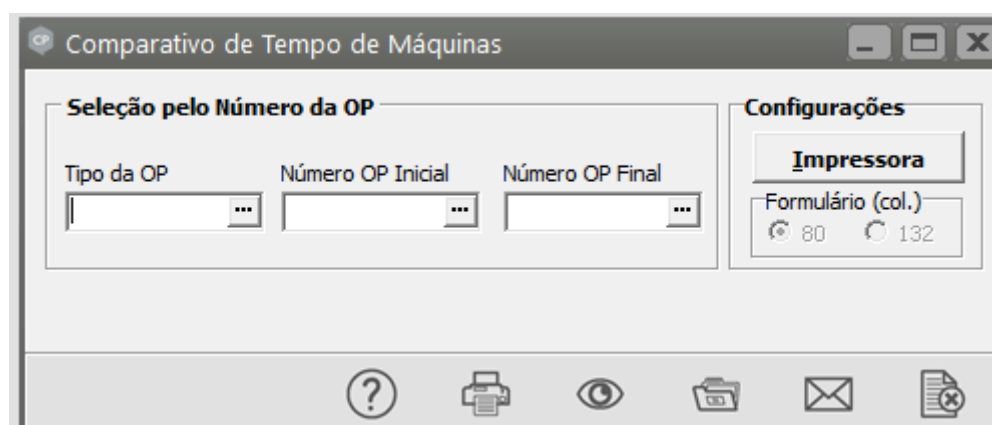 CP Comparativo de Tempo de Máquinas
Seleção pelo Número da OP
Configurações
Tipo da OP
Número OP Inicial
Número OP Final
...
...
...
Impressora
Formulário (col.)
80
132
?